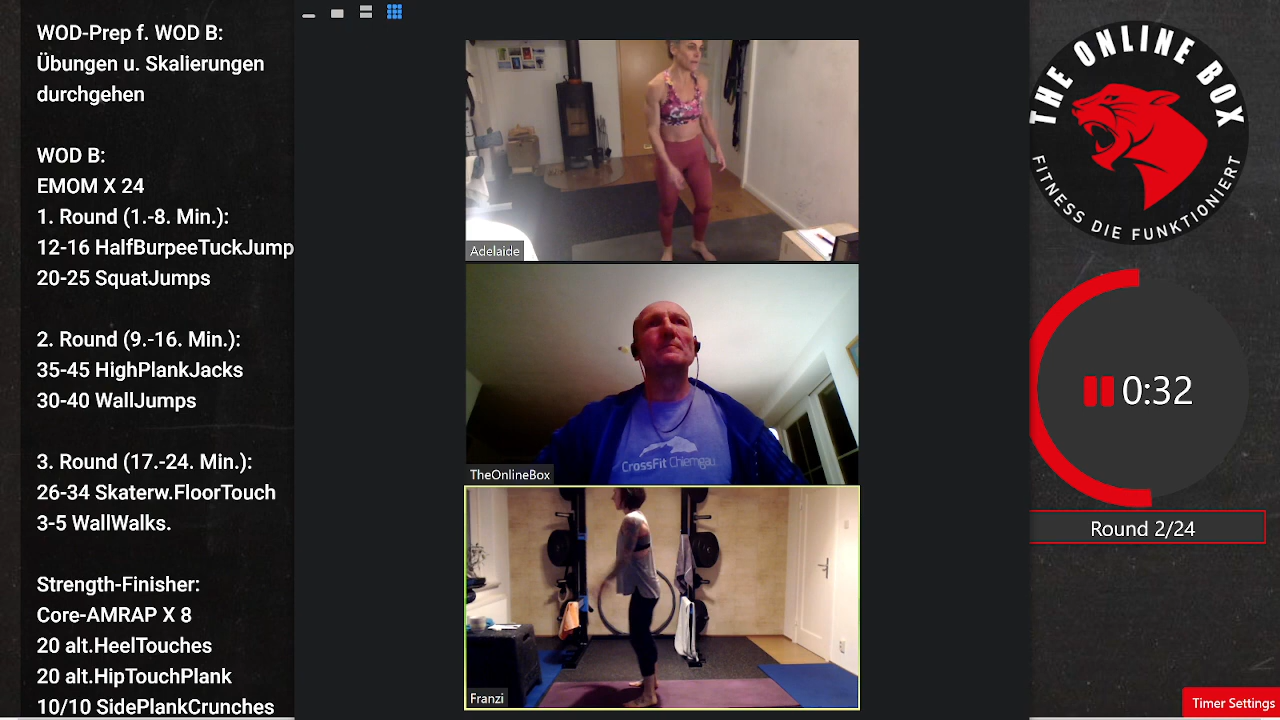 WOD-Prep f. WOD B:
Übungen u. Skalierungen
durchgehen
WOD B:
EMOM X 24
1. Round (1.-8. Min.):
12-16 HalfBurpeeTuckJump
20-25 SquatJumps
2. Round (9.-16. Min.):
35-45 HighPlankJacks
30-40 WallJumps
3. Round (17.-24. Min.):
26-34 Skaterw.FloorTouch
3-5 WallWalks.
Strength-Finisher:
Core-AMRAP X 8
20 alt.HeelTouches
20 alt.HipTouchPlank
10/10 SidePlankCrunches
Adelaide
CrossFit Chiemgau
TheOnlineBox
Franzi
THE ONLINE BOX
FITNESS DIE FUNKTIONIERT
0:32
Round 2/24
Timer Settings